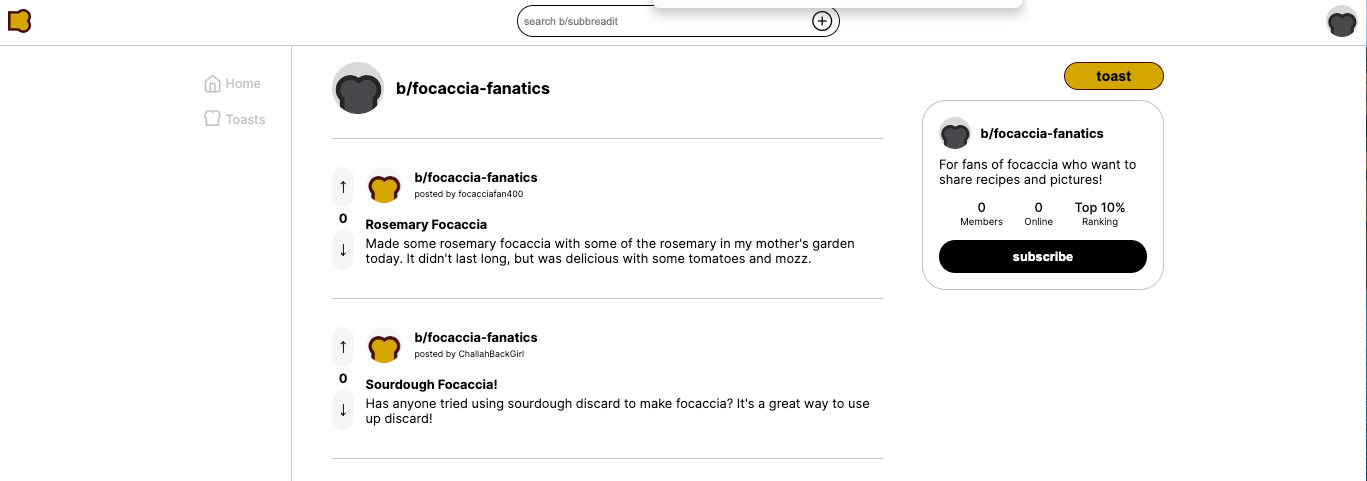 search b/subbreadit
Home
Toasts
b/focaccia-fanatics
toast
b/focaccia-fanatics
posted by focacciafan400
0
Rosemary Focaccia
Made some rosemary focaccia with some of the rosemary in my mother's garden
today. It didn't last long, but was delicious with some tomatoes and mozz.
b/focaccia-fanatics
posted by ChallahBackGirl
0
Sourdough Focaccia!
Has anyone tried using sourdough discard to make focaccia? It's a great way to use
up discard!
b/focaccia-fanatics
For fans of focaccia who want to
share recipes and pictures!
0 0 Top 10%
Members Online Ranking
subscribe